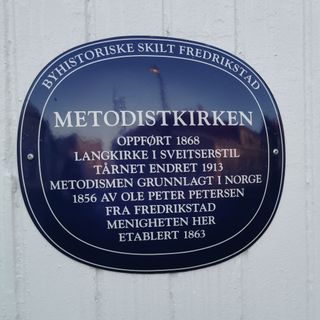 BYHISTORISKE SKILT FREDRIKSTAD
METODISTKIRKEN
OPPFØRT 1868
LANGKIRKE I SVEITSERSTIL
TÅRNET ENDRET 1913
METODISMEN GRUNNLAGT I NORGE
1856 AV OLE PETER PETERSEN
FRA FREDRIKSTAD
MENIGHETEN HER
ETABLERT 1863